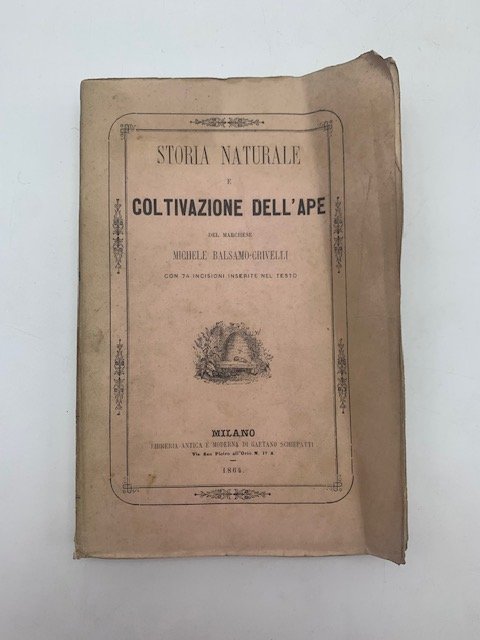 STORIA NATURALE
E
COLTIVAZIONE DELL'APE
DEL MARCHESE
MICHELE BALSAMO-CRIVELLI
CON 74 INCISIONI INSERITE NEL TESTO
MILANO
LIBRERIA ANTICA E MODERNA DI GAETANO SCHIEPATTI
Via San Pietro all'Orto N. 17 A
1864.